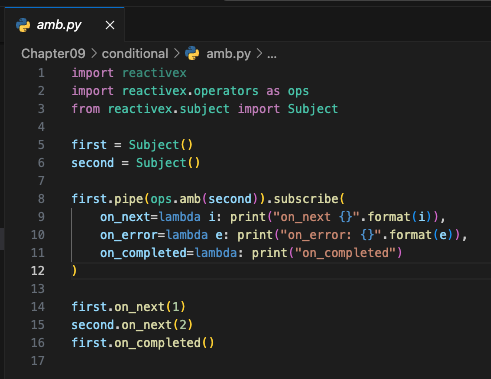 amb.py
Chapter09 > conditional > amb.py > ...
1 import reactivex
2 import reactivex.operators as ops
3 from reactivex.subject import Subject
4
5 first = Subject()
6 second = Subject()
7
8 first.pipe(ops.amb(second)).subscribe(
9     on_next=lambda i: print("on_next {}".format(i)),
10     on_error=lambda e: print("on_error: {}".format(e)),
11     on_completed=lambda: print("on_completed")
12 )
13
14 first.on_next(1)
15 second.on_next(2)
16 first.on_completed()
17